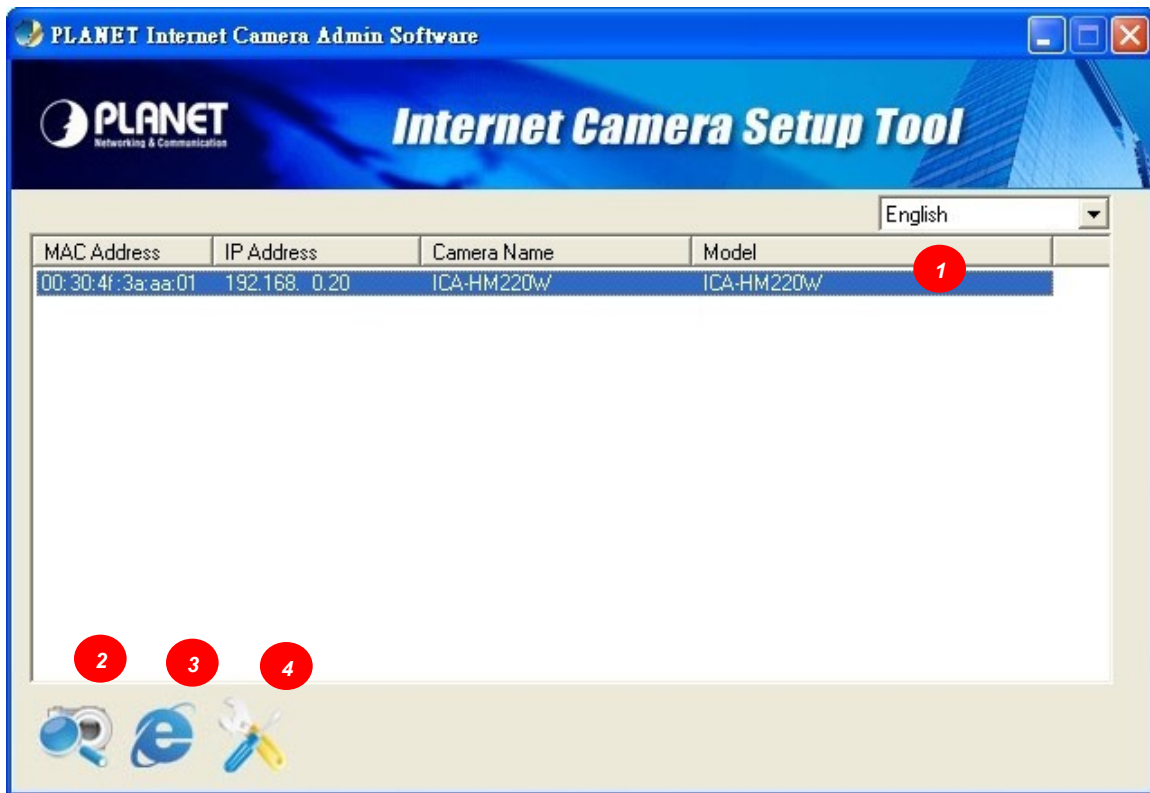 PLANET Internet Camera Admin Software
PLANET
Networking & Communication
Internet Camera Setup Tool
English
MAC Address IP Address Camera Name Model
1
00:30:4f:3a:aa:01 192.168. 0.20 ICA-HM220W ICA-HM220W
2 3 4